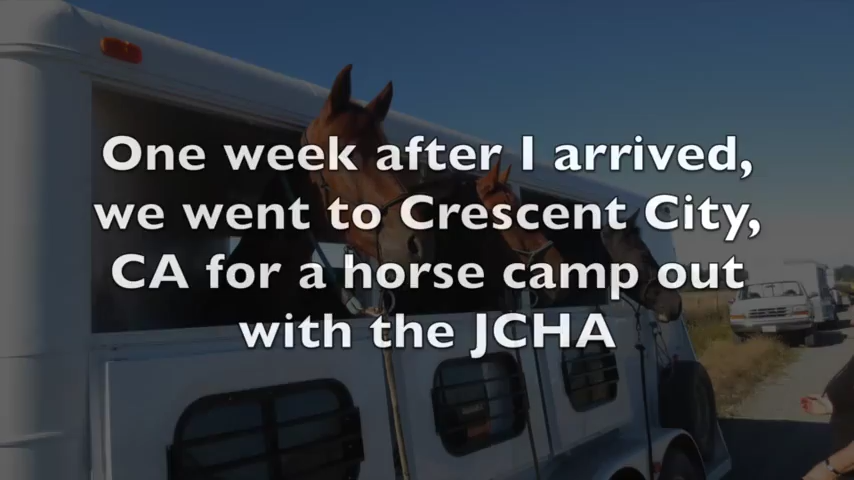 One week after I arrived,
we went to Crescent City,
CA for a horse camp out
with the JCHA